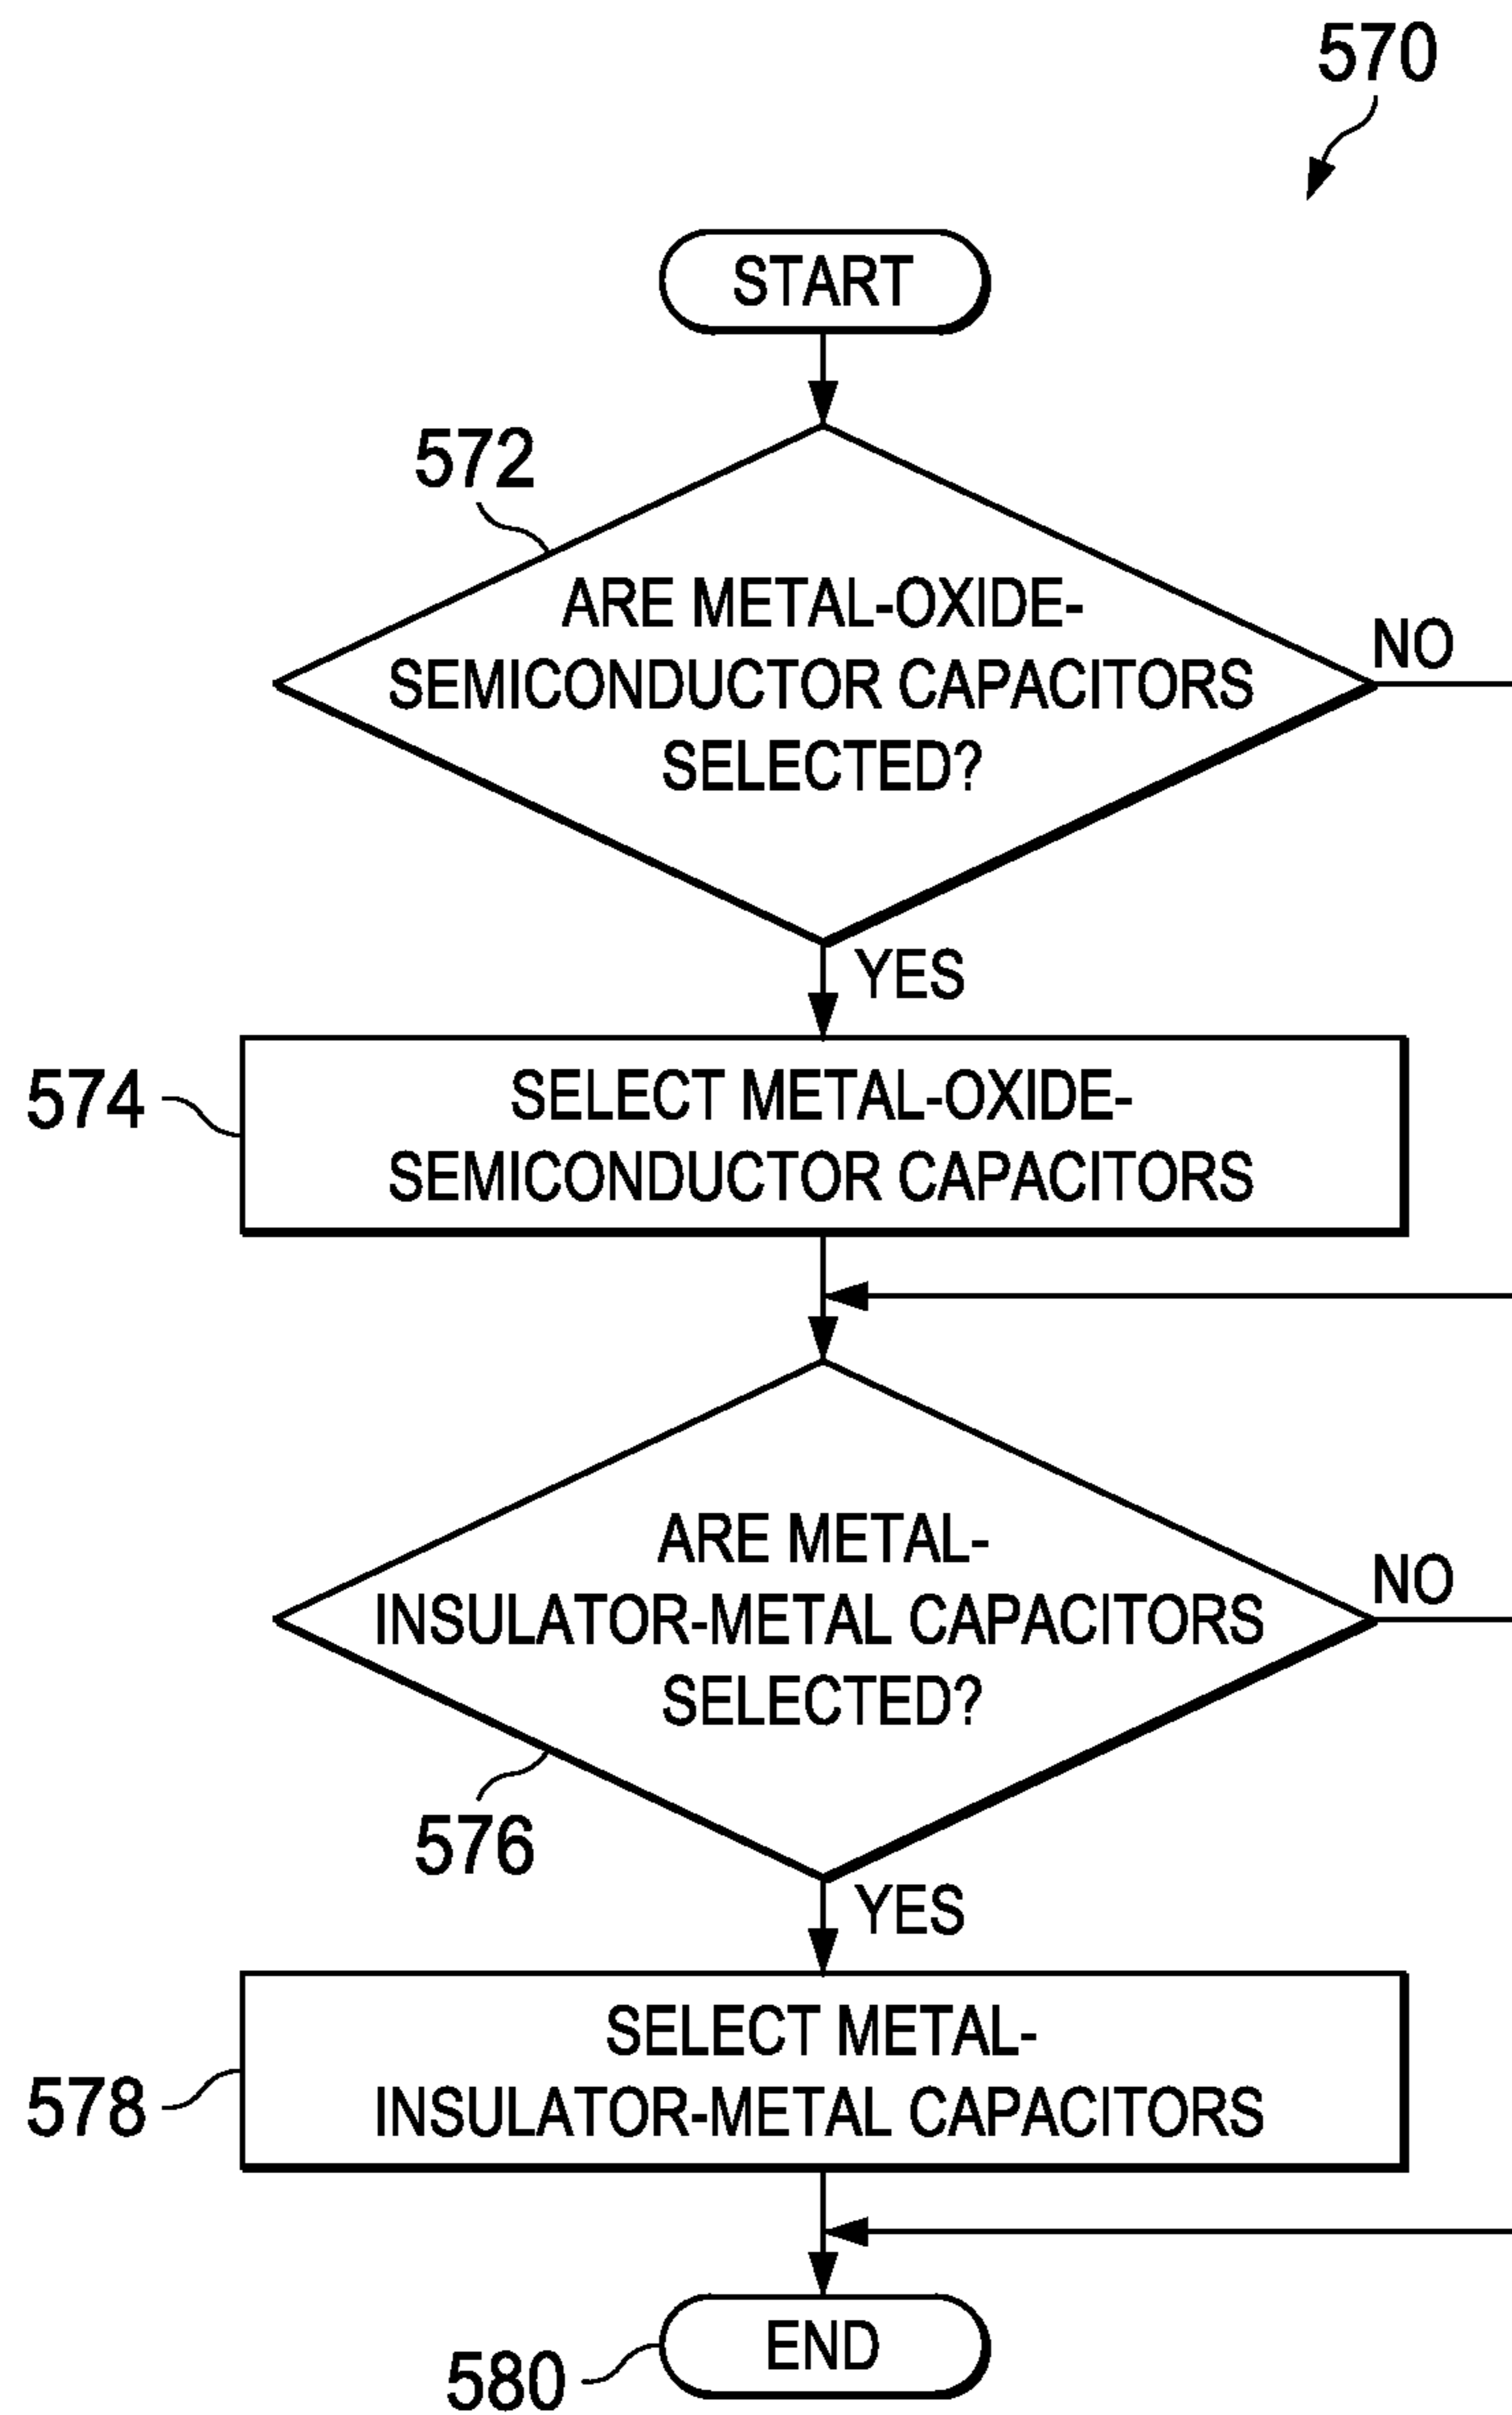 570
START
572
ARE METAL-OXIDE-
SEMICONDUCTOR CAPACITORS
SELECTED?
NO
YES
574
SELECT METAL-OXIDE-
SEMICONDUCTOR CAPACITORS
ARE METAL-
INSULATOR-METAL CAPACITORS
SELECTED?
NO
576
YES
578
SELECT METAL-
INSULATOR-METAL CAPACITORS
END
580